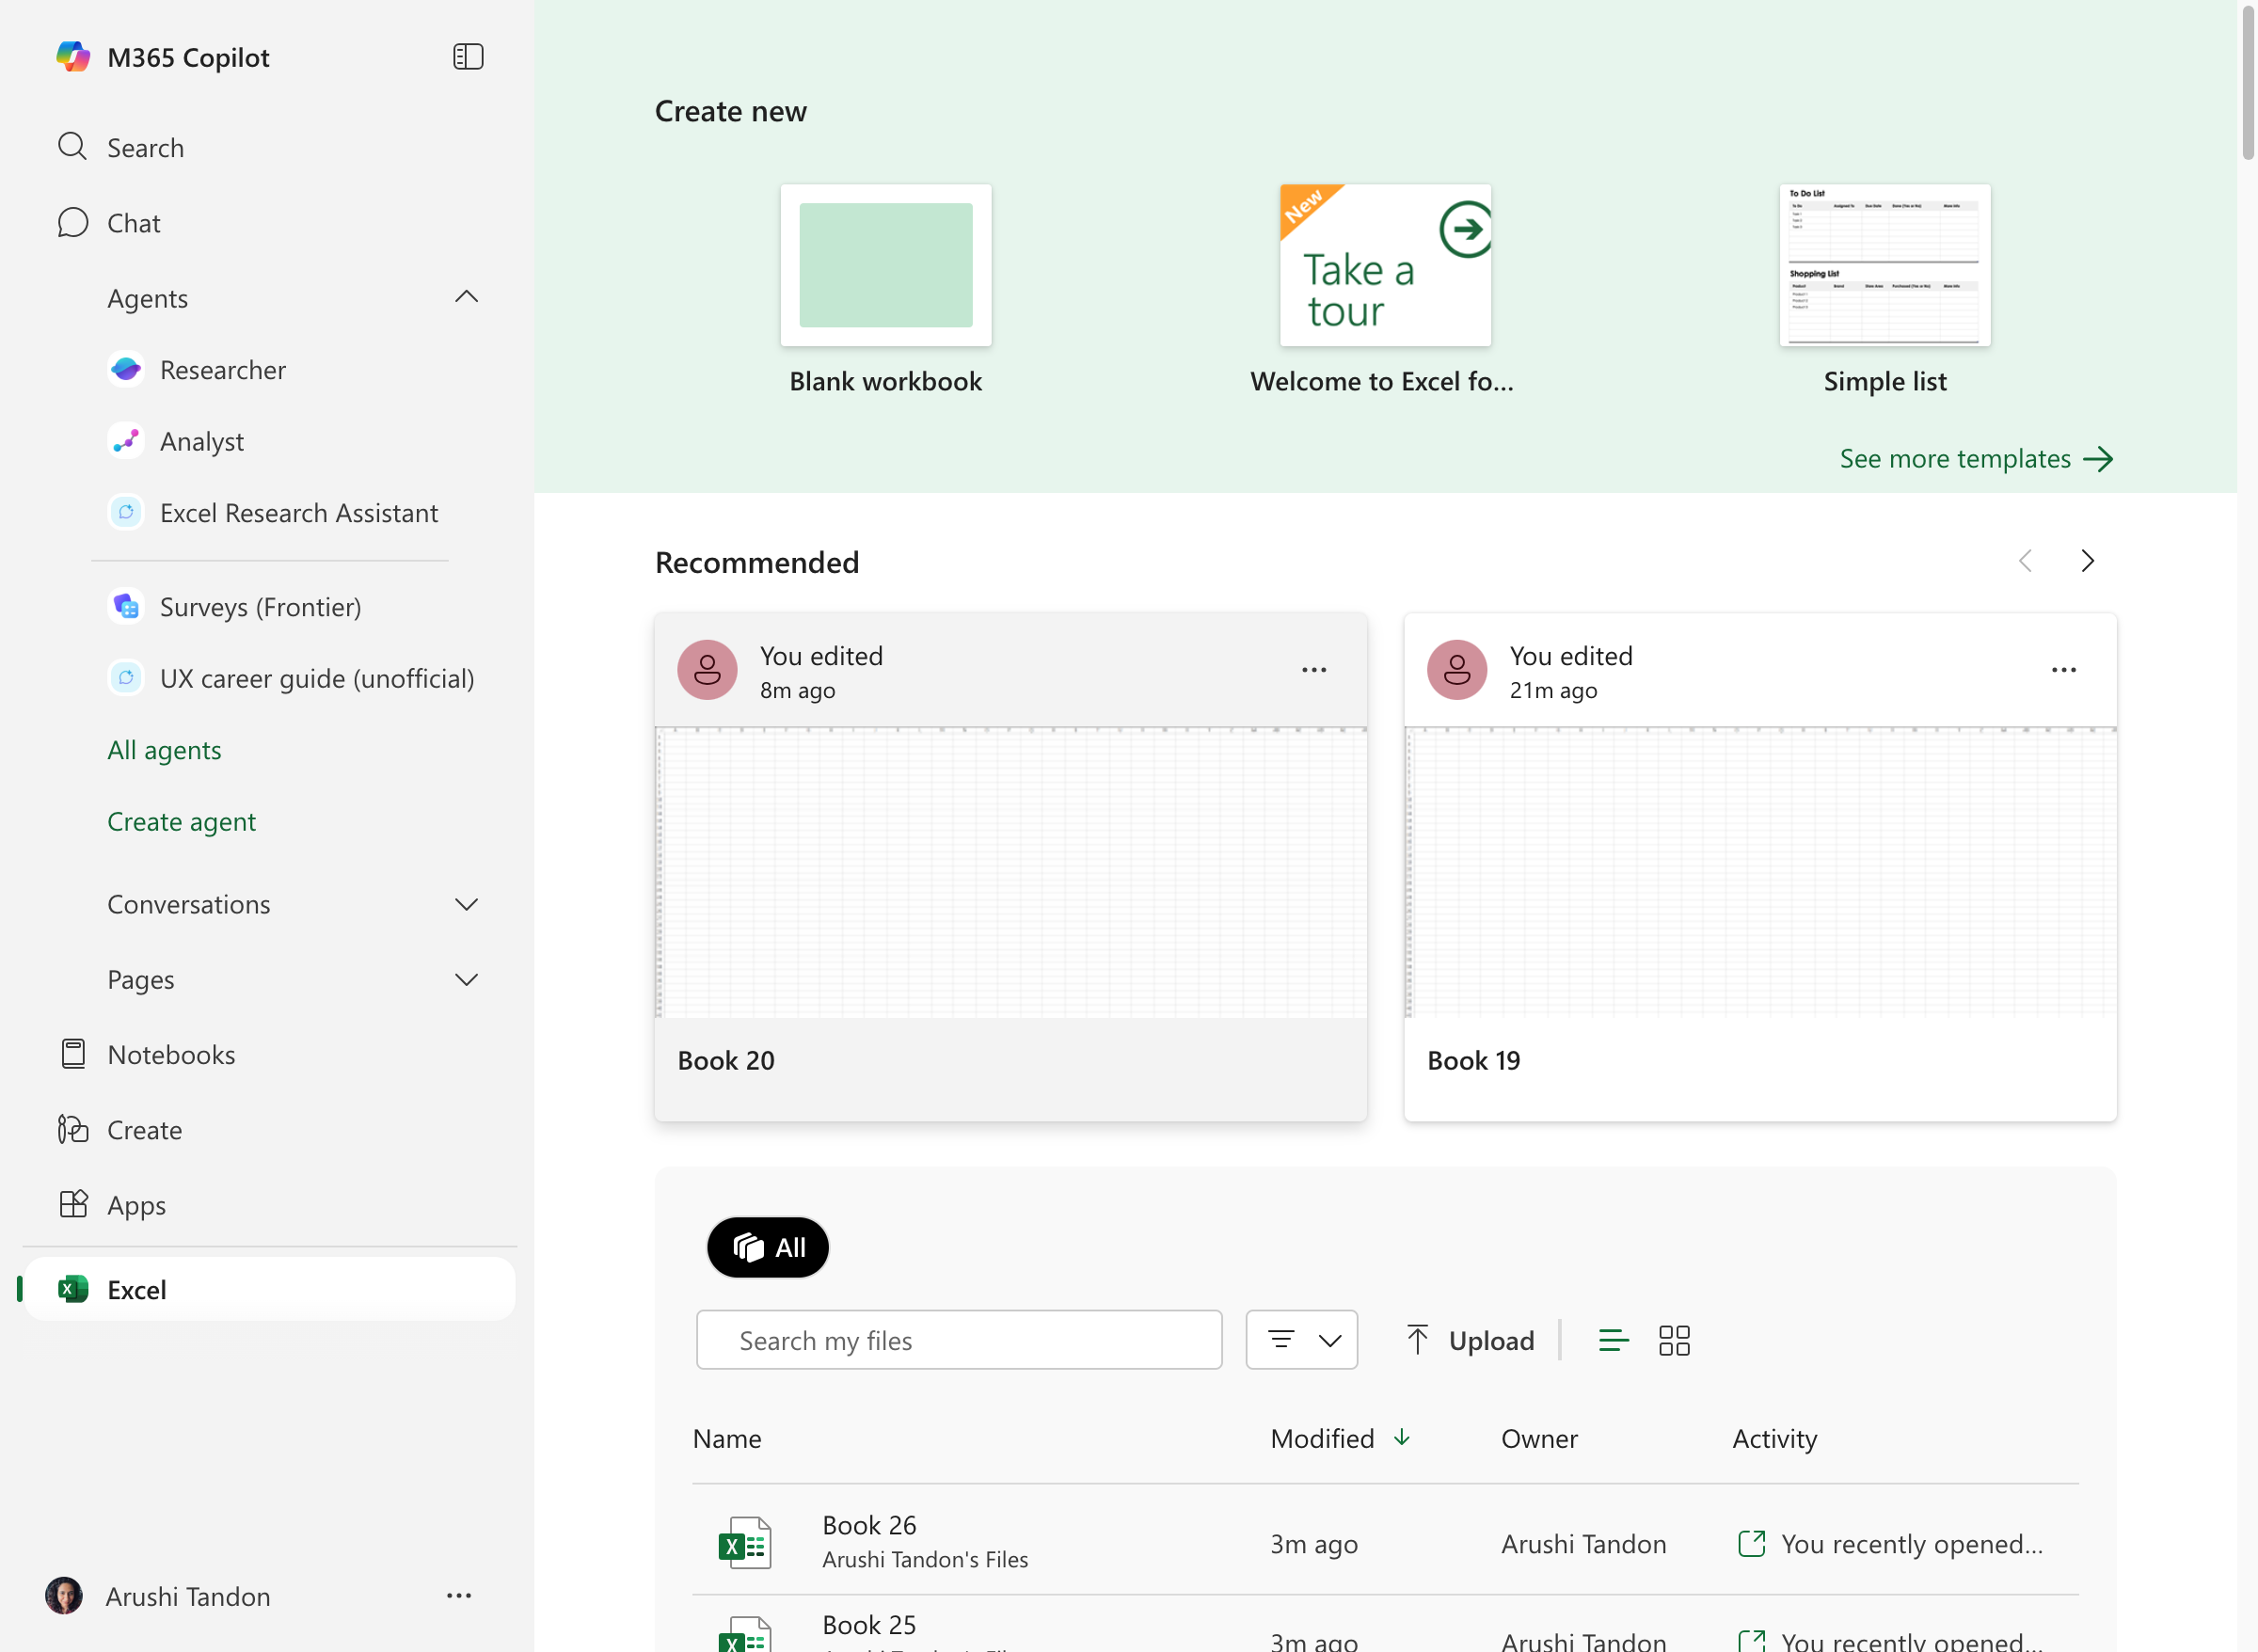 M365 Copilot
Search
Chat
Agents
Researcher
Analyst
Excel Research Assistant
Surveys (Frontier)
UX career guide (unofficial)
All agents
Create agent
Conversations
Pages
Notebooks
Create
Apps
Excel
Arushi Tandon
Create new
Blank workbook
New
Take a
tour
Welcome to Excel fo...
To Do List
Shopping List
Simple list
See more templates
Recommended
You edited
8m ago
Book 20
You edited
21m ago
Book 19
All
Search my files
Upload
Name Modified Owner Activity
Book 26
Arushi Tandon's Files
3m ago
Arushi Tandon
You recently opened...
Book 25
3m ago
Arushi Tandon
You recently opened...